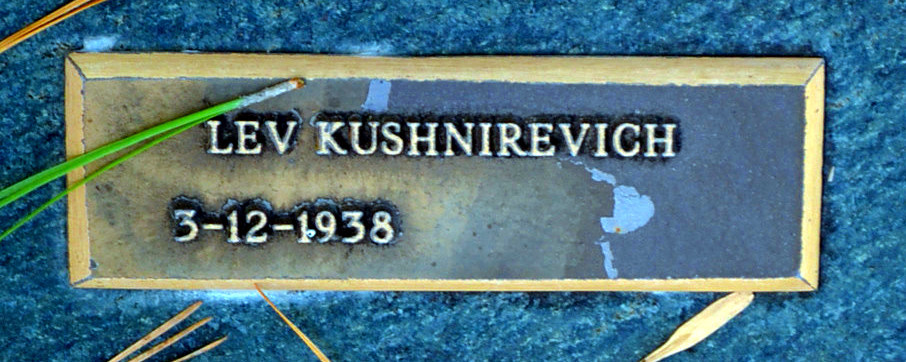 LEV KUSHNIREVICH
3-12-1938